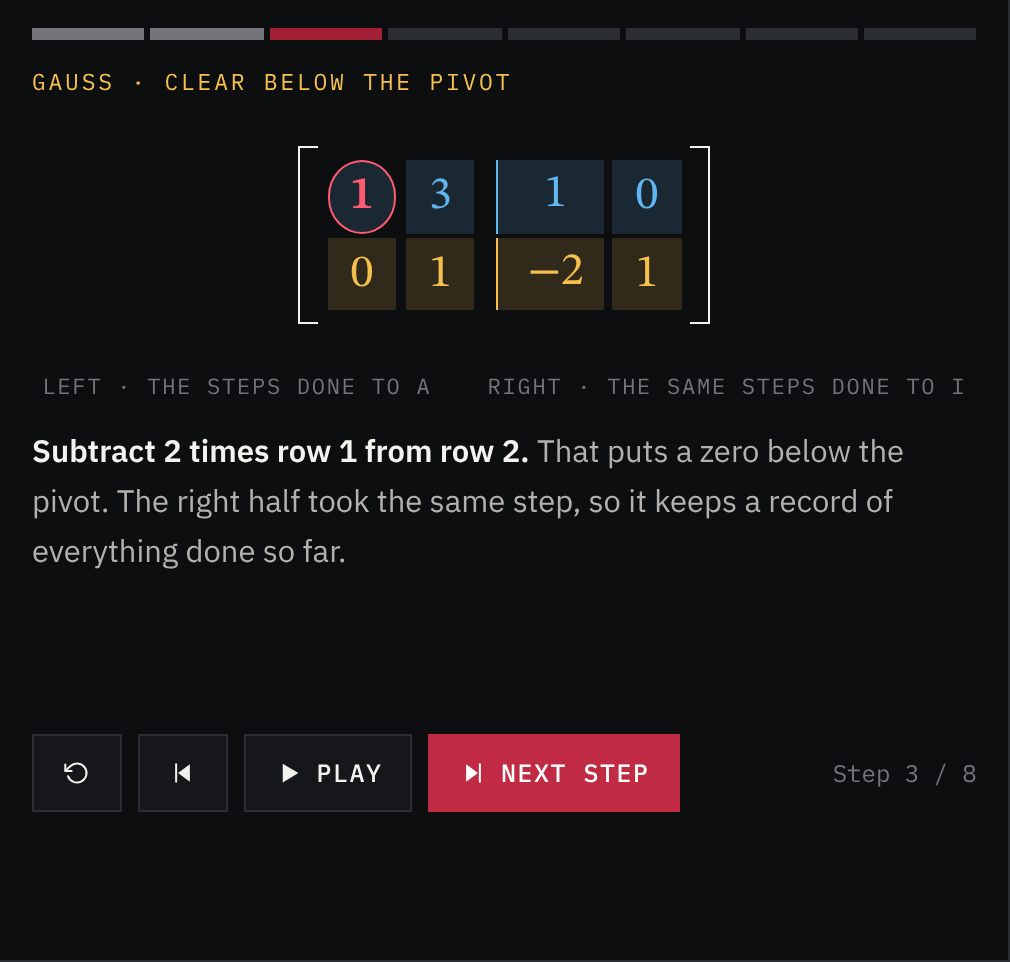 GAUSS · CLEAR BELOW THE PIVOT
1 3 1 0
0 1 −2 1
LEFT · THE STEPS DONE TO A RIGHT · THE SAME STEPS DONE TO I
Subtract 2 times row 1 from row 2. That puts a zero below the
pivot. The right half took the same step, so it keeps a record of
everything done so far.
PLAY NEXT STEP Step 3 / 8